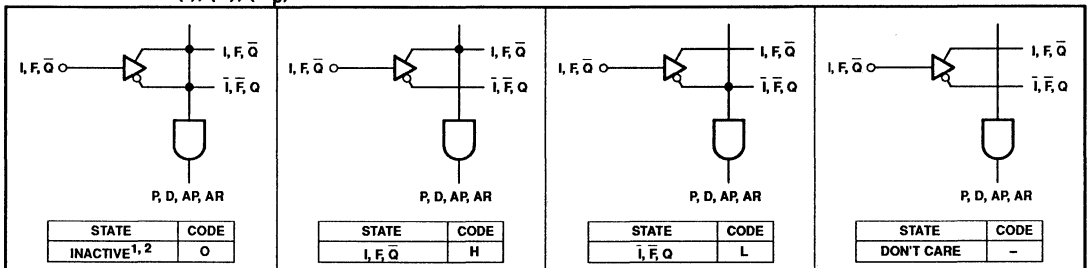 I, F, Q̅
I, F, Q̅
I̅, F̅, Q
P, D, AP, AR
STATE CODE
INACTIVE1, 2 O
I, F, Q̅
I, F, Q̅
I̅, F̅, Q
P, D, AP, AR
STATE CODE
I, F, Q̅ H
I, F, Q̅
I, F, Q̅
I̅, F̅, Q
P, D, AP, AR
STATE CODE
I̅, F̅, Q L
I, F, Q̅
I, F, Q̅
I̅, F̅, Q
P, D, AP, AR
STATE CODE
DON'T CARE –